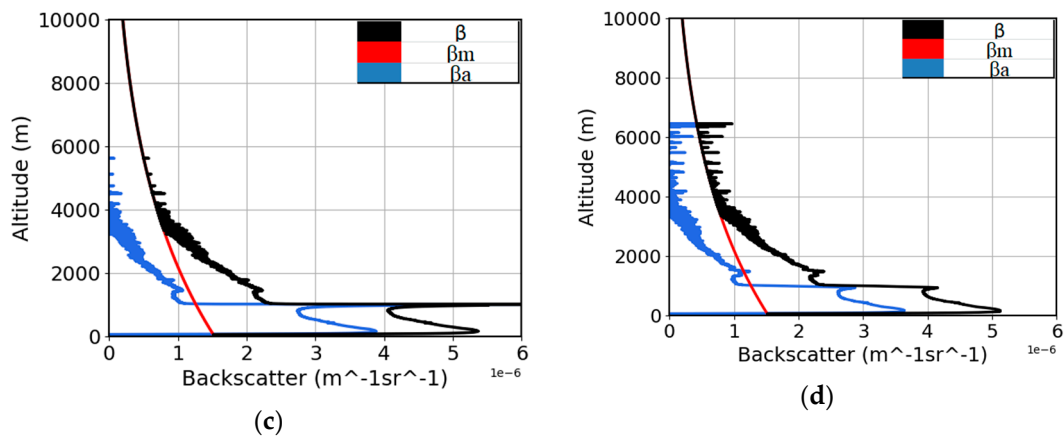 10000
8000
6000
4000
2000
0
Altitude (m)
β
βm
βa
0 1 2 3 4 5 6
1e-6
Backscatter (m^-1sr^-1)
(c)
10000
8000
6000
4000
2000
0
Altitude (m)
β
βm
βa
0 1 2 3 4 5 6
1e-6
Backscatter (m^-1sr^-1)
(d)